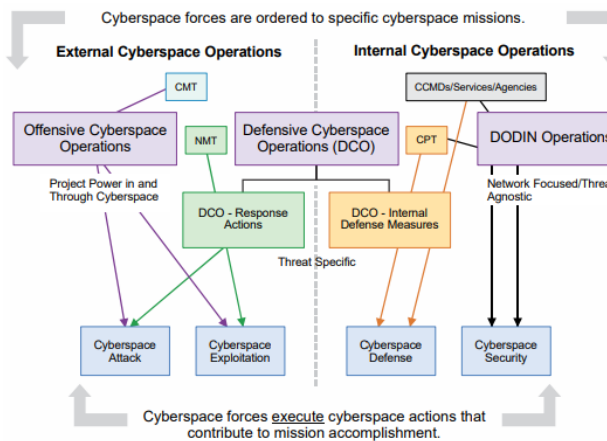 Cyberspace forces are ordered to specific cyberspace missions.
External Cyberspace Operations
Internal Cyberspace Operations
CMT
CCMDs/Services/Agencies
Offensive Cyberspace
Operations
NMT
Defensive Cyberspace
Operations (DCO)
CPT
DODIN Operations
Project Power in and
Through Cyberspace
Network Focused/Threa
Agnostic
DCO - Response
Actions
DCO - Internal
Defense Measures
Threat Specific
Cyberspace
Attack
Cyberspace
Exploitation
Cyberspace
Defense
Cyberspace
Security
Cyberspace forces execute cyberspace actions that
contribute to mission accomplishment.